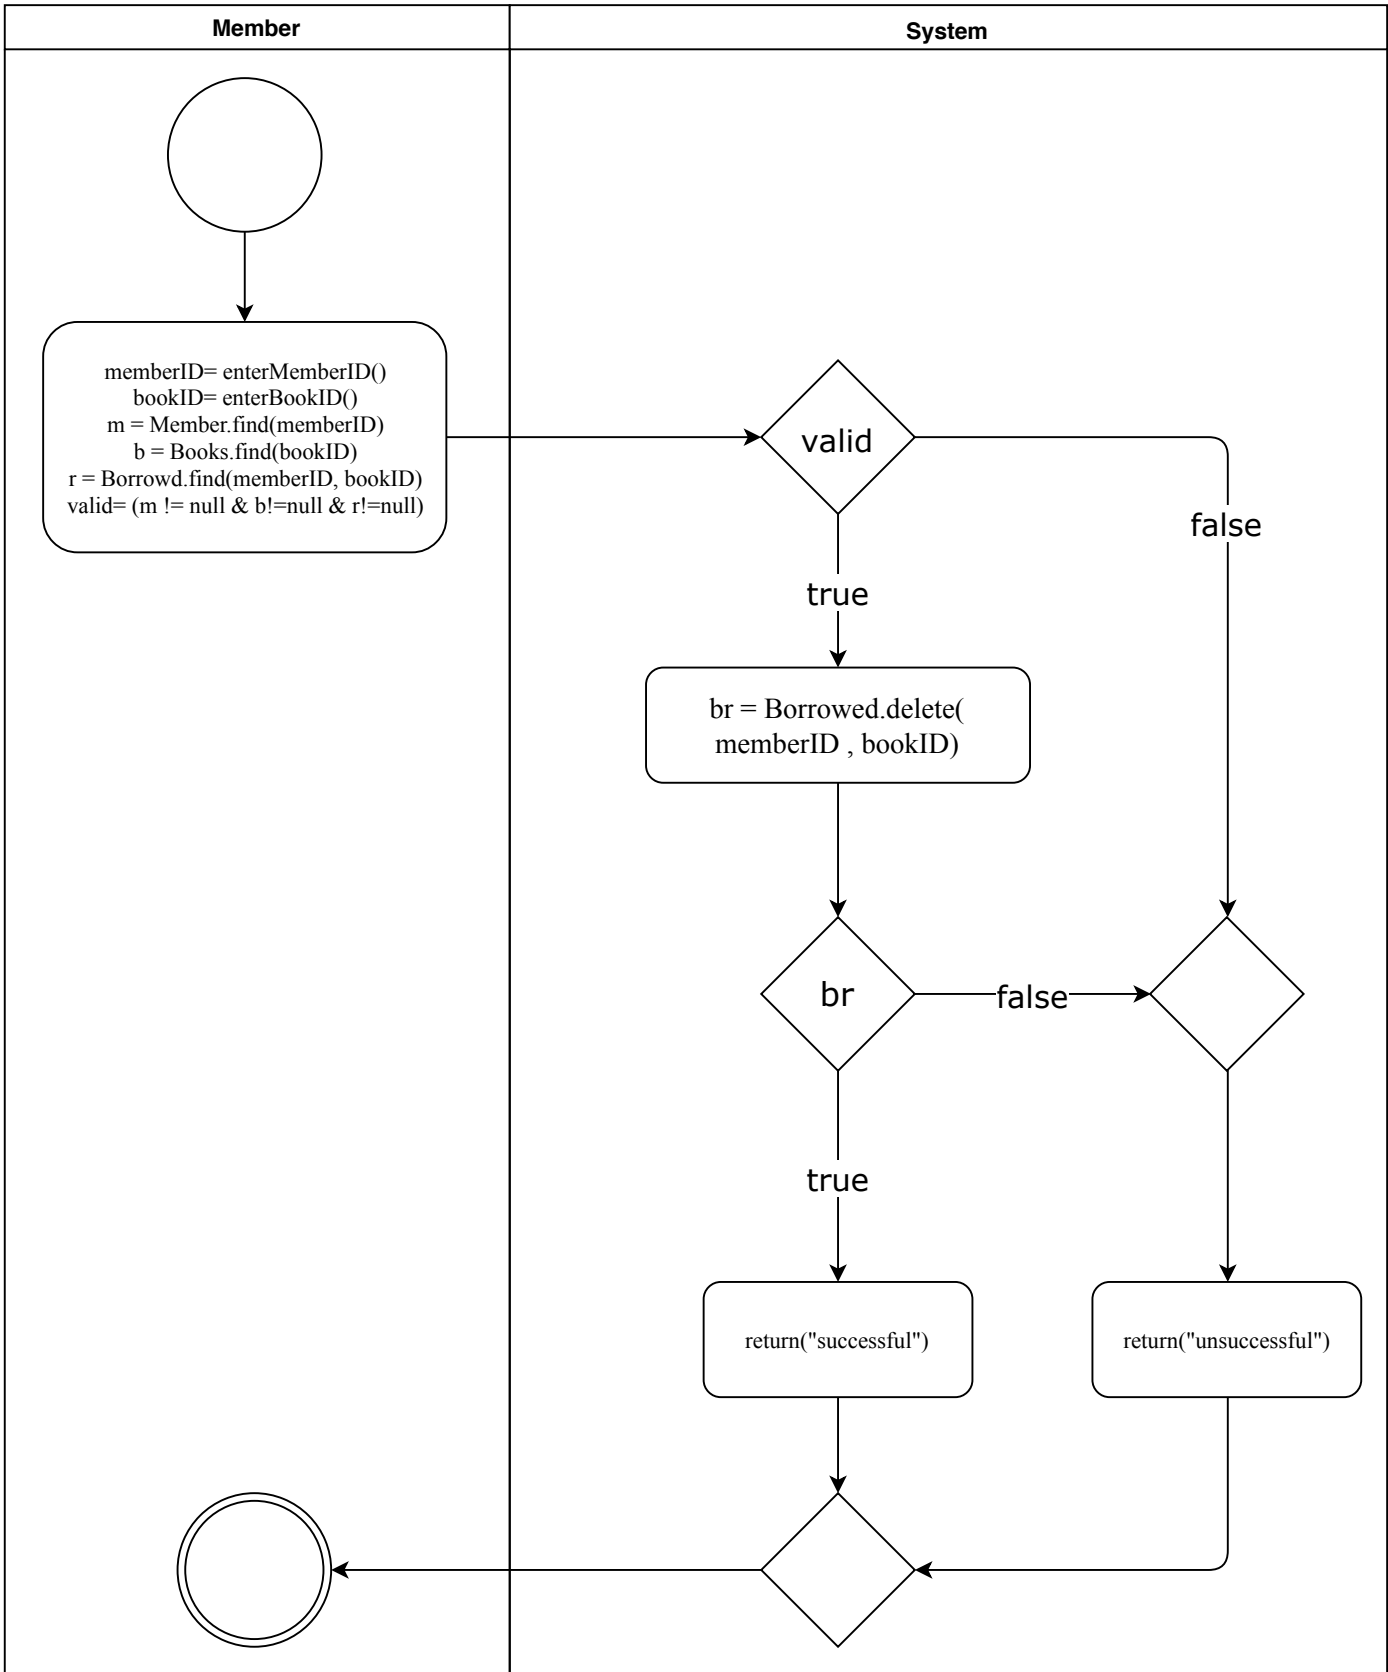 Member
System
memberID= enterMemberID()
bookID= enterBookID()
m = Member.find(memberID)
b = Books.find(bookID)
r = Borrowd.find(memberID, bookID)
valid= (m != null & b!=null & r!=null)
valid
false
true
br = Borrowed.delete(
memberID , bookID)
br
false
true
return("successful")
return("unsuccessful")